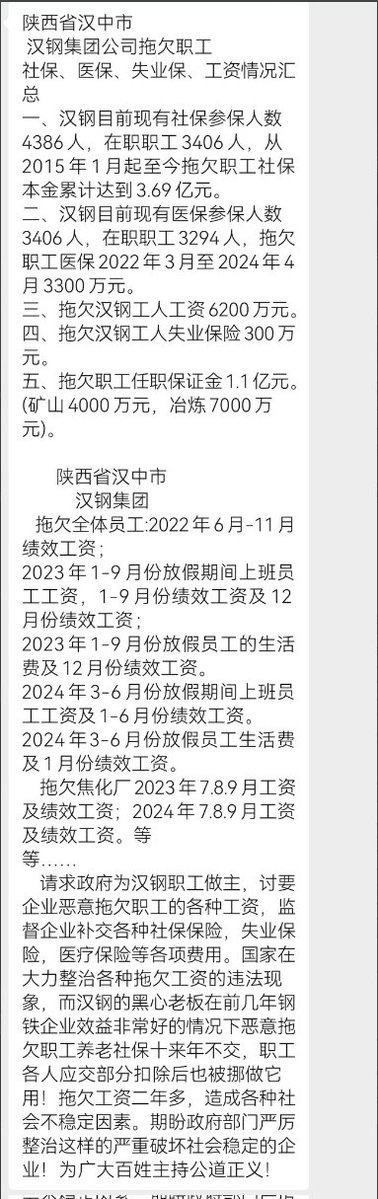 陕西省汉中市
汉钢集团公司拖欠职工
社保、医保、失业保、工资情况汇
总
一、汉钢目前现有社保参保人数
4386人，在职职工3406人，从
2015年1月起至今拖欠职工社保
本金累计达到3.69亿元。
二、汉钢目前现有医保参保人数
3406人，在职职工3294人，拖欠
职工医保2022年3月至2024年4
月3300万元。
三、拖欠汉钢工人工资6200万元。
四、拖欠汉钢工人失业保险300万
元。
五、拖欠职工任职保证金1.1亿元。
(矿山4000万元，冶炼7000万
元)。
陕西省汉中市
汉钢集团
拖欠全体员工:2022年6月-11月
绩效工资；
2023年1-9月份放假期间上班员
工工资，1-9月份绩效工资及12
月份绩效工资；
2023年1-9月份放假员工的生活
费及12月份绩效工资。
2024年3-6月份放假期间上班员
工工资及1-6月份绩效工资。
2024年3-6月份放假员工生活费
及1月份绩效工资。
拖欠焦化厂2023年7.8.9月工资
及绩效工资；2024年7.8.9月工资
及绩效工资。等
等……
请求政府为汉钢职工做主，讨要
企业恶意拖欠职工的各种工资，监
督企业补交各种社保保险，失业保
险，医疗保险等各项费用。国家在
大力整治各种拖欠工资的违法现
象，而汉钢的黑心老板在前几年钢
铁企业效益非常好的情况下恶意拖
欠职工养老社保十来年不交，职工
各人应交部分扣除后也被挪做它
用！拖欠工资二年多，造成各种社
会不稳定因素。期盼政府部门严厉
整治这样的严重破坏社会稳定的企
业！为广大百姓主持公道正义！